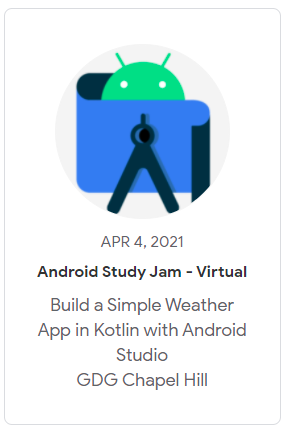 APR 4, 2021
Android Study Jam - Virtual
Build a Simple Weather
App in Kotlin with Android
Studio
GDG Chapel Hill